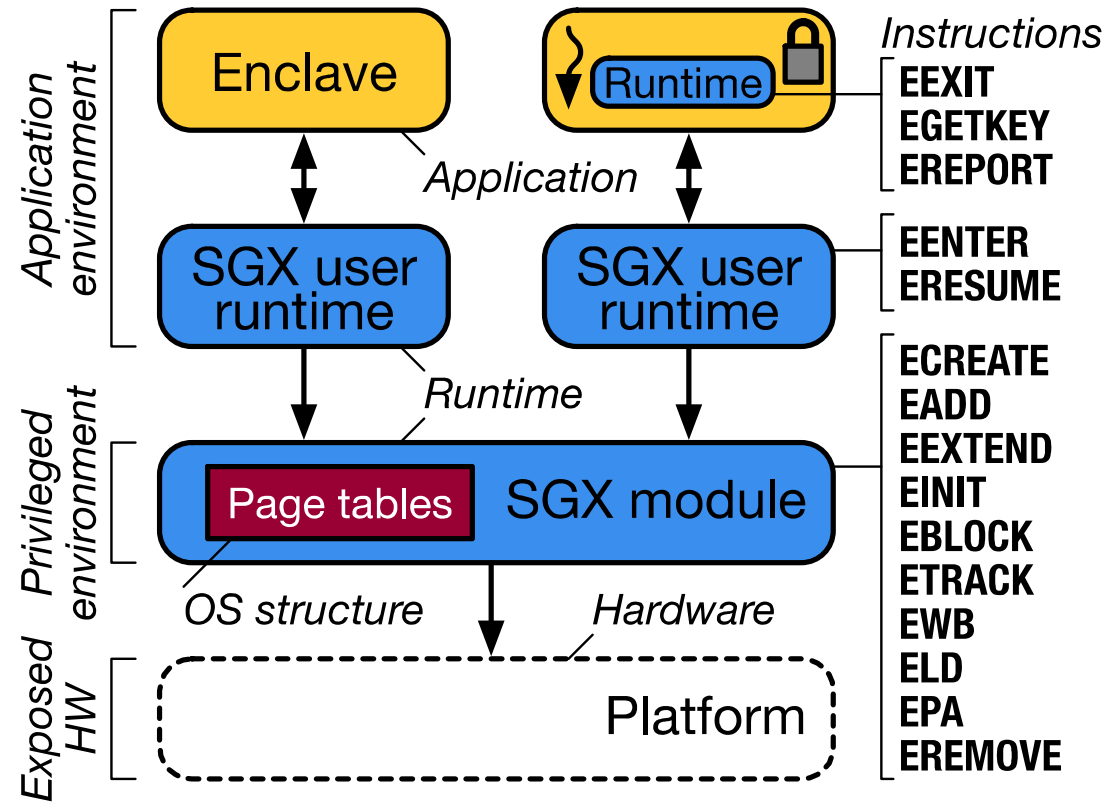 Application
environment
Privileged
environment
Exposed
HW
Enclave
Application
SGX user
runtime
Runtime
SGX user
runtime
Runtime
Page tables
SGX module
OS structure
Hardware
Platform
Instructions
EEXIT
EGETKEY
EREPORT
EENTER
ERESUME
ECREATE
EADD
EEXTEND
EINIT
EBLOCK
ETRACK
EWB
ELD
EPA
EREMOVE